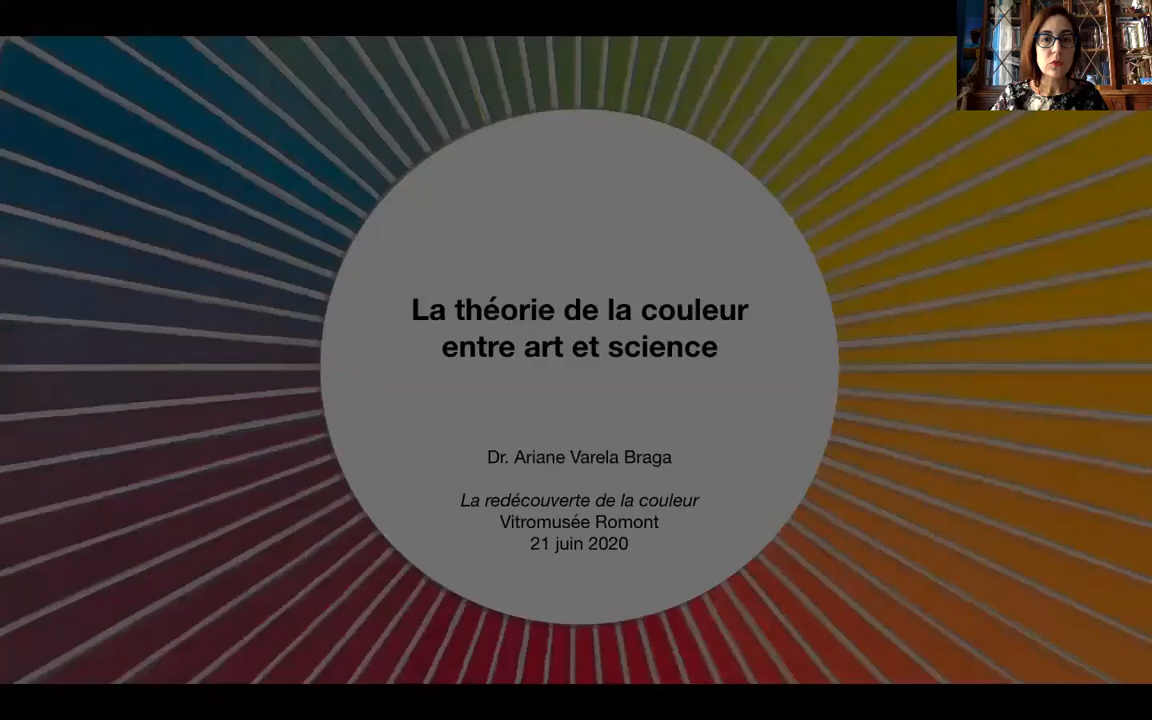 La théorie de la couleur
entre art et science
Dr. Ariane Varela Braga
La redécouverte de la couleur
Vitromusée Romont
21 juin 2020